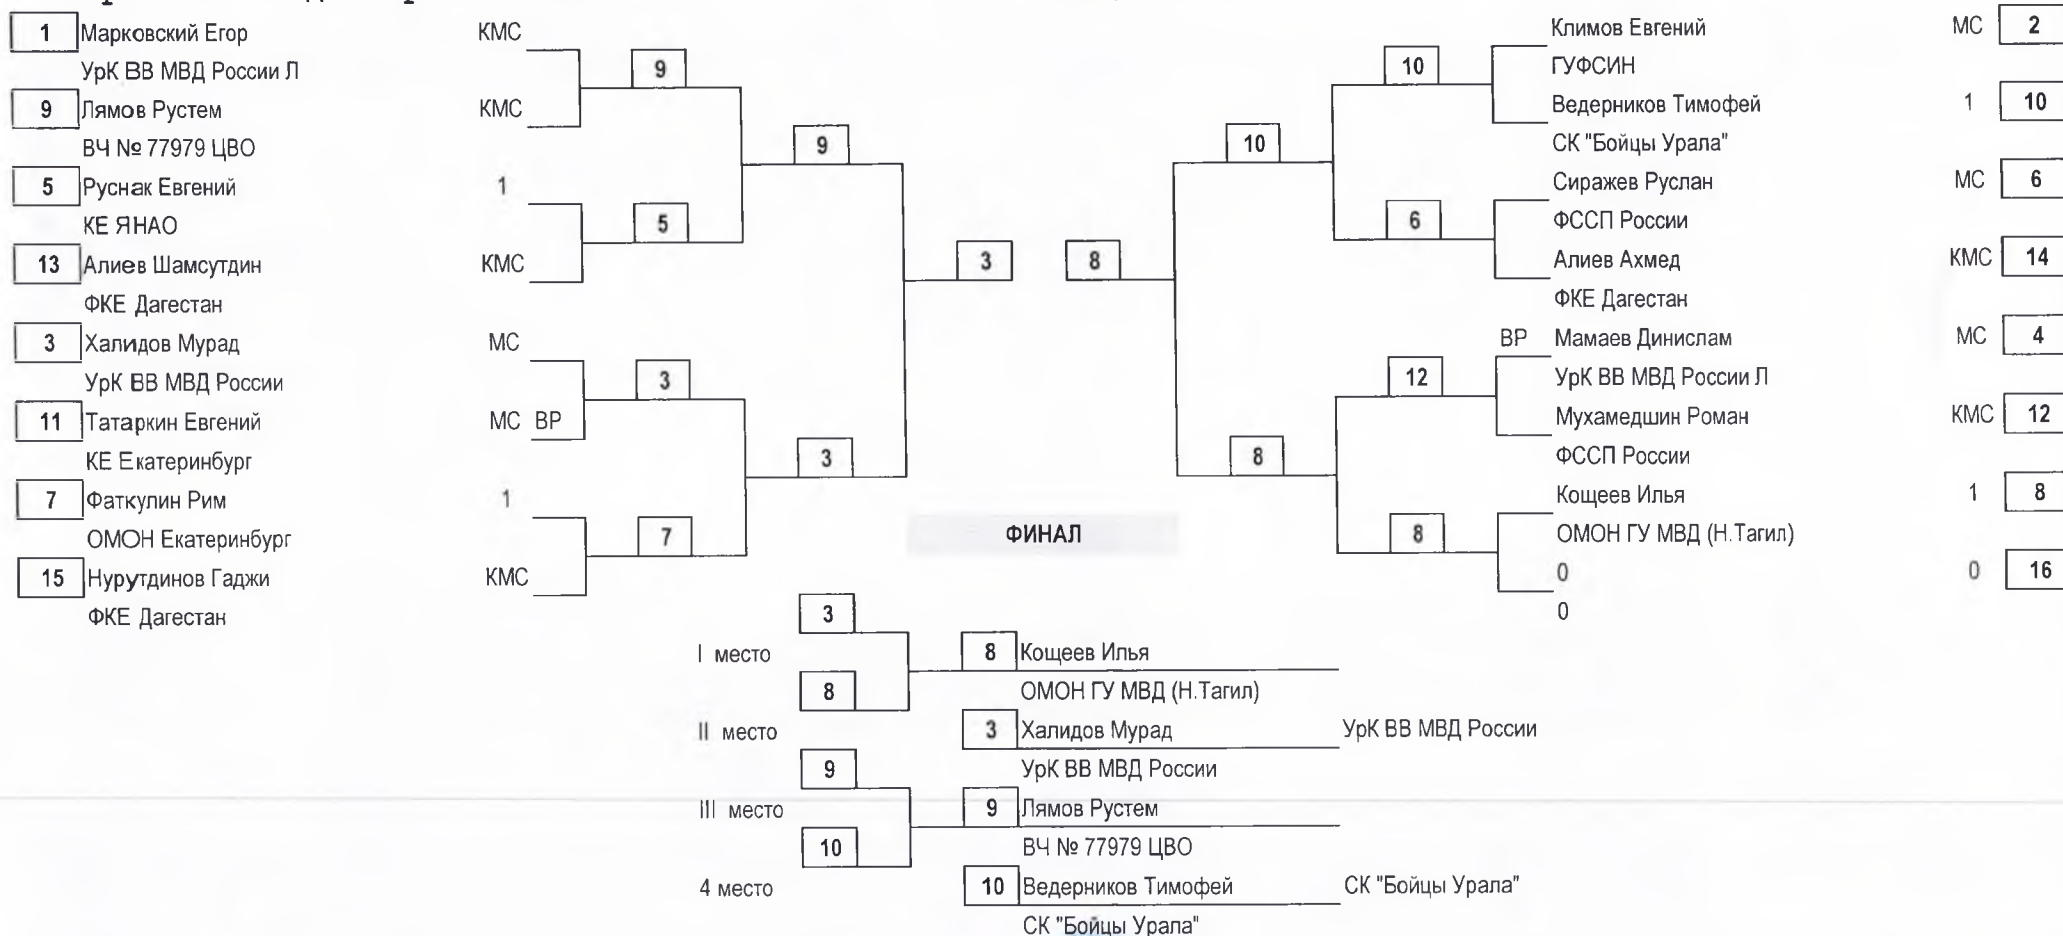 1 Марковский Егор КМС
УрК ВВ МВД России Л
9
9 Лямов Рустем КМС
ВЧ № 77979 ЦВО
9
5 Руснак Евгений 1
КЕ ЯНАО
5
13 Алиев Шамсутдин КМС
ФКЕ Дагестан
3
3 Халидов Мурад МС
УрК ВВ МВД России
3
11 Татаркин Евгений МС ВР
КЕ Екатеринбург
3
7 Фаткулин Рим 1
ОМОН Екатеринбург
7
15 Нурутдинов Гаджи КМС
ФКЕ Дагестан
Климов Евгений МС 2
10 ГУФСИН
Ведерников Тимофей 1 10
10 СК "Бойцы Урала"
Сиражев Руслан МС 6
6 ФССП России
Алиев Ахмед КМС 14
8
ФКЕ Дагестан
ВР Мамаев Динислам МС 4
12 УрК ВВ МВД России Л
Мухамедшин Роман КМС 12
8 ФССП России
Кощеев Илья 1 8
8 ОМОН ГУ МВД (Н.Тагил)
0 0 16
0
ФИНАЛ
3
I место 8 Кощеев Илья
8 ОМОН ГУ МВД (Н.Тагил)
II место 3 Халидов Мурад УрК ВВ МВД России
9 УрК ВВ МВД России
III место 9 Лямов Рустем
10 ВЧ № 77979 ЦВО
4 место 10 Ведерников Тимофей СК "Бойцы Урала"
СК "Бойцы Урала"